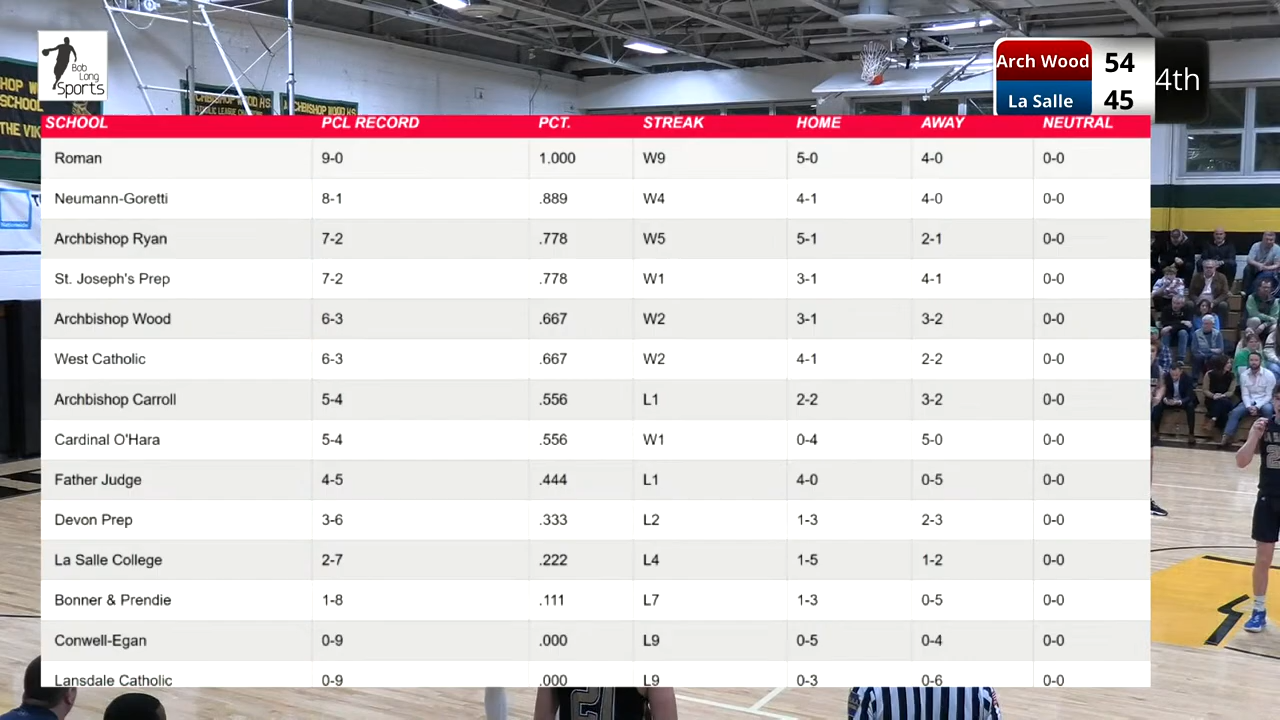 Bob
Long
Sports
Arch Wood 54
La Salle 45
4th
SCHOOL PCL RECORD PCT. STREAK HOME AWAY NEUTRAL
Roman 9-0 1.000 W9 5-0 4-0 0-0
Neumann-Goretti 8-1 .889 W4 4-1 4-0 0-0
Archbishop Ryan 7-2 .778 W5 5-1 2-1 0-0
St. Joseph's Prep 7-2 .778 W1 3-1 4-1 0-0
Archbishop Wood 6-3 .667 W2 3-1 3-2 0-0
West Catholic 6-3 .667 W2 4-1 2-2 0-0
Archbishop Carroll 5-4 .556 L1 2-2 3-2 0-0
Cardinal O'Hara 5-4 .556 W1 0-4 5-0 0-0
Father Judge 4-5 .444 L1 4-0 0-5 0-0
Devon Prep 3-6 .333 L2 1-3 2-3 0-0
La Salle College 2-7 .222 L4 1-5 1-2 0-0
Bonner & Prendie 1-8 .111 L7 1-3 0-5 0-0
Conwell-Egan 0-9 .000 L9 0-5 0-4 0-0
Lansdale Catholic 0-9 .000 L9 0-3 0-6 0-0
SCHOOL
THE VIK
ARCHBISHOP WOOD HS